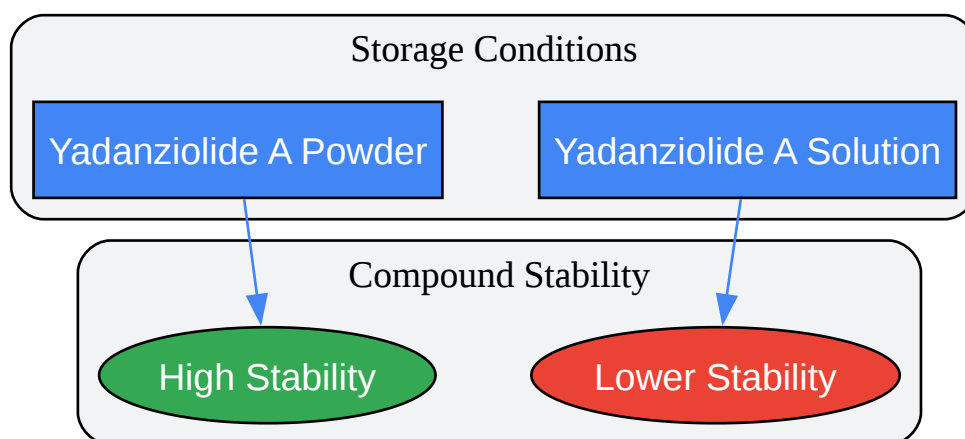 Storage Conditions
Yadanziolide A Powder
Yadanziolide A Solution
Compound Stability
High Stability
Lower Stability